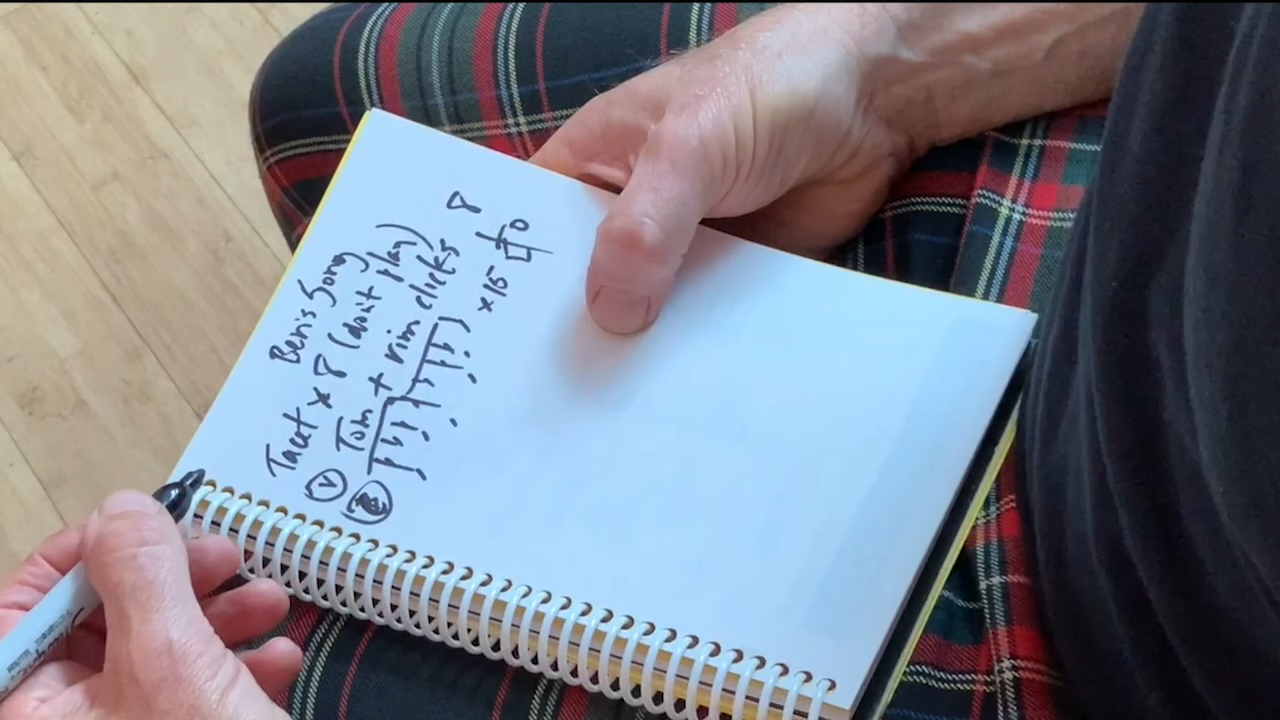 Ben's Song
Tacet x 8 (don't play)
V Tom + rim clicks 8
x 15